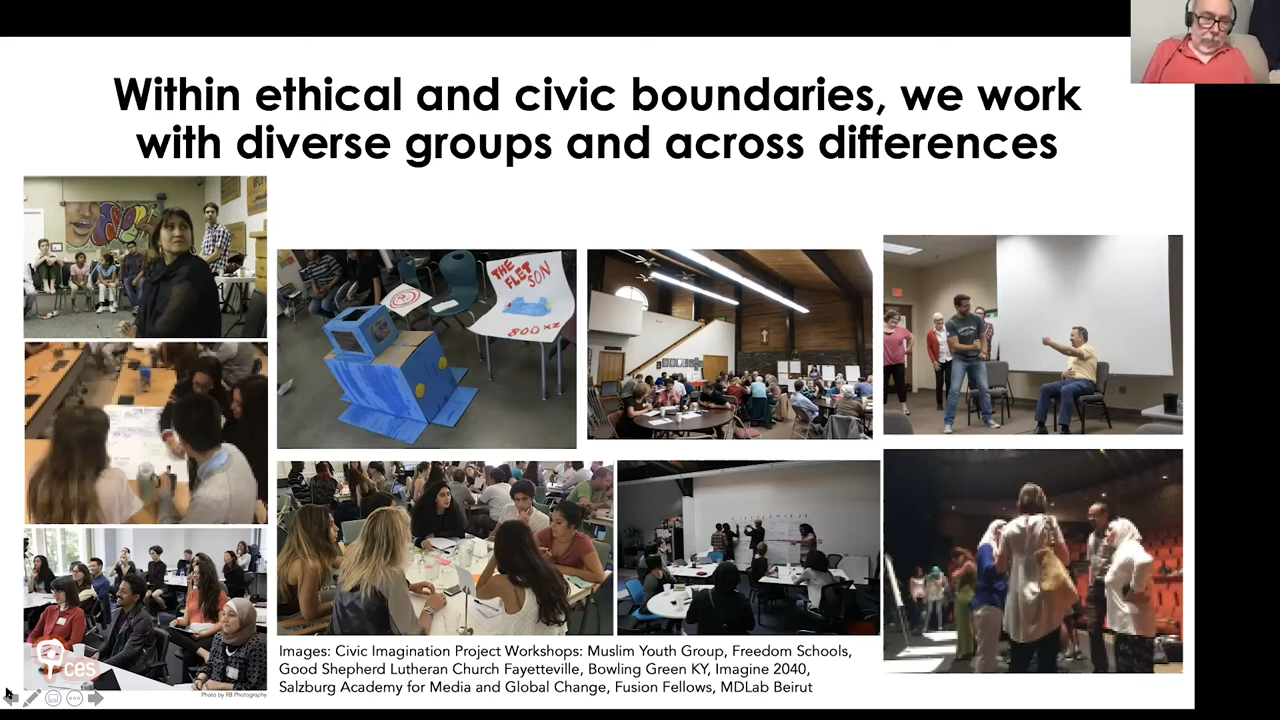 Within ethical and civic boundaries, we work
with diverse groups and across differences
THE
FLET
SON
800 XZ
Images: Civic Imagination Project Workshops: Muslim Youth Group, Freedom Schools,
Good Shepherd Lutheran Church Fayetteville, Bowling Green KY, Imagine 2040,
Salzburg Academy for Media and Global Change, Fusion Fellows, MDLab Beirut
ces
Photo by RB Photography